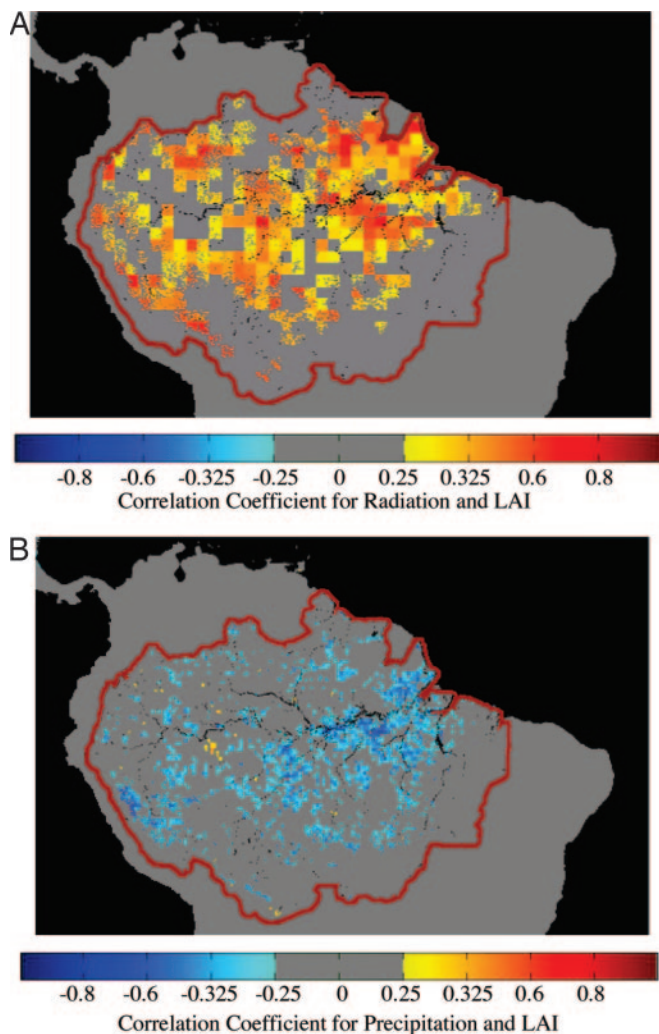 A
-0.8 -0.6 -0.325 -0.25 0 0.25 0.325 0.6 0.8
Correlation Coefficient for Radiation and LAI
B
-0.8 -0.6 -0.325 -0.25 0 0.25 0.325 0.6 0.8
Correlation Coefficient for Precipitation and LAI